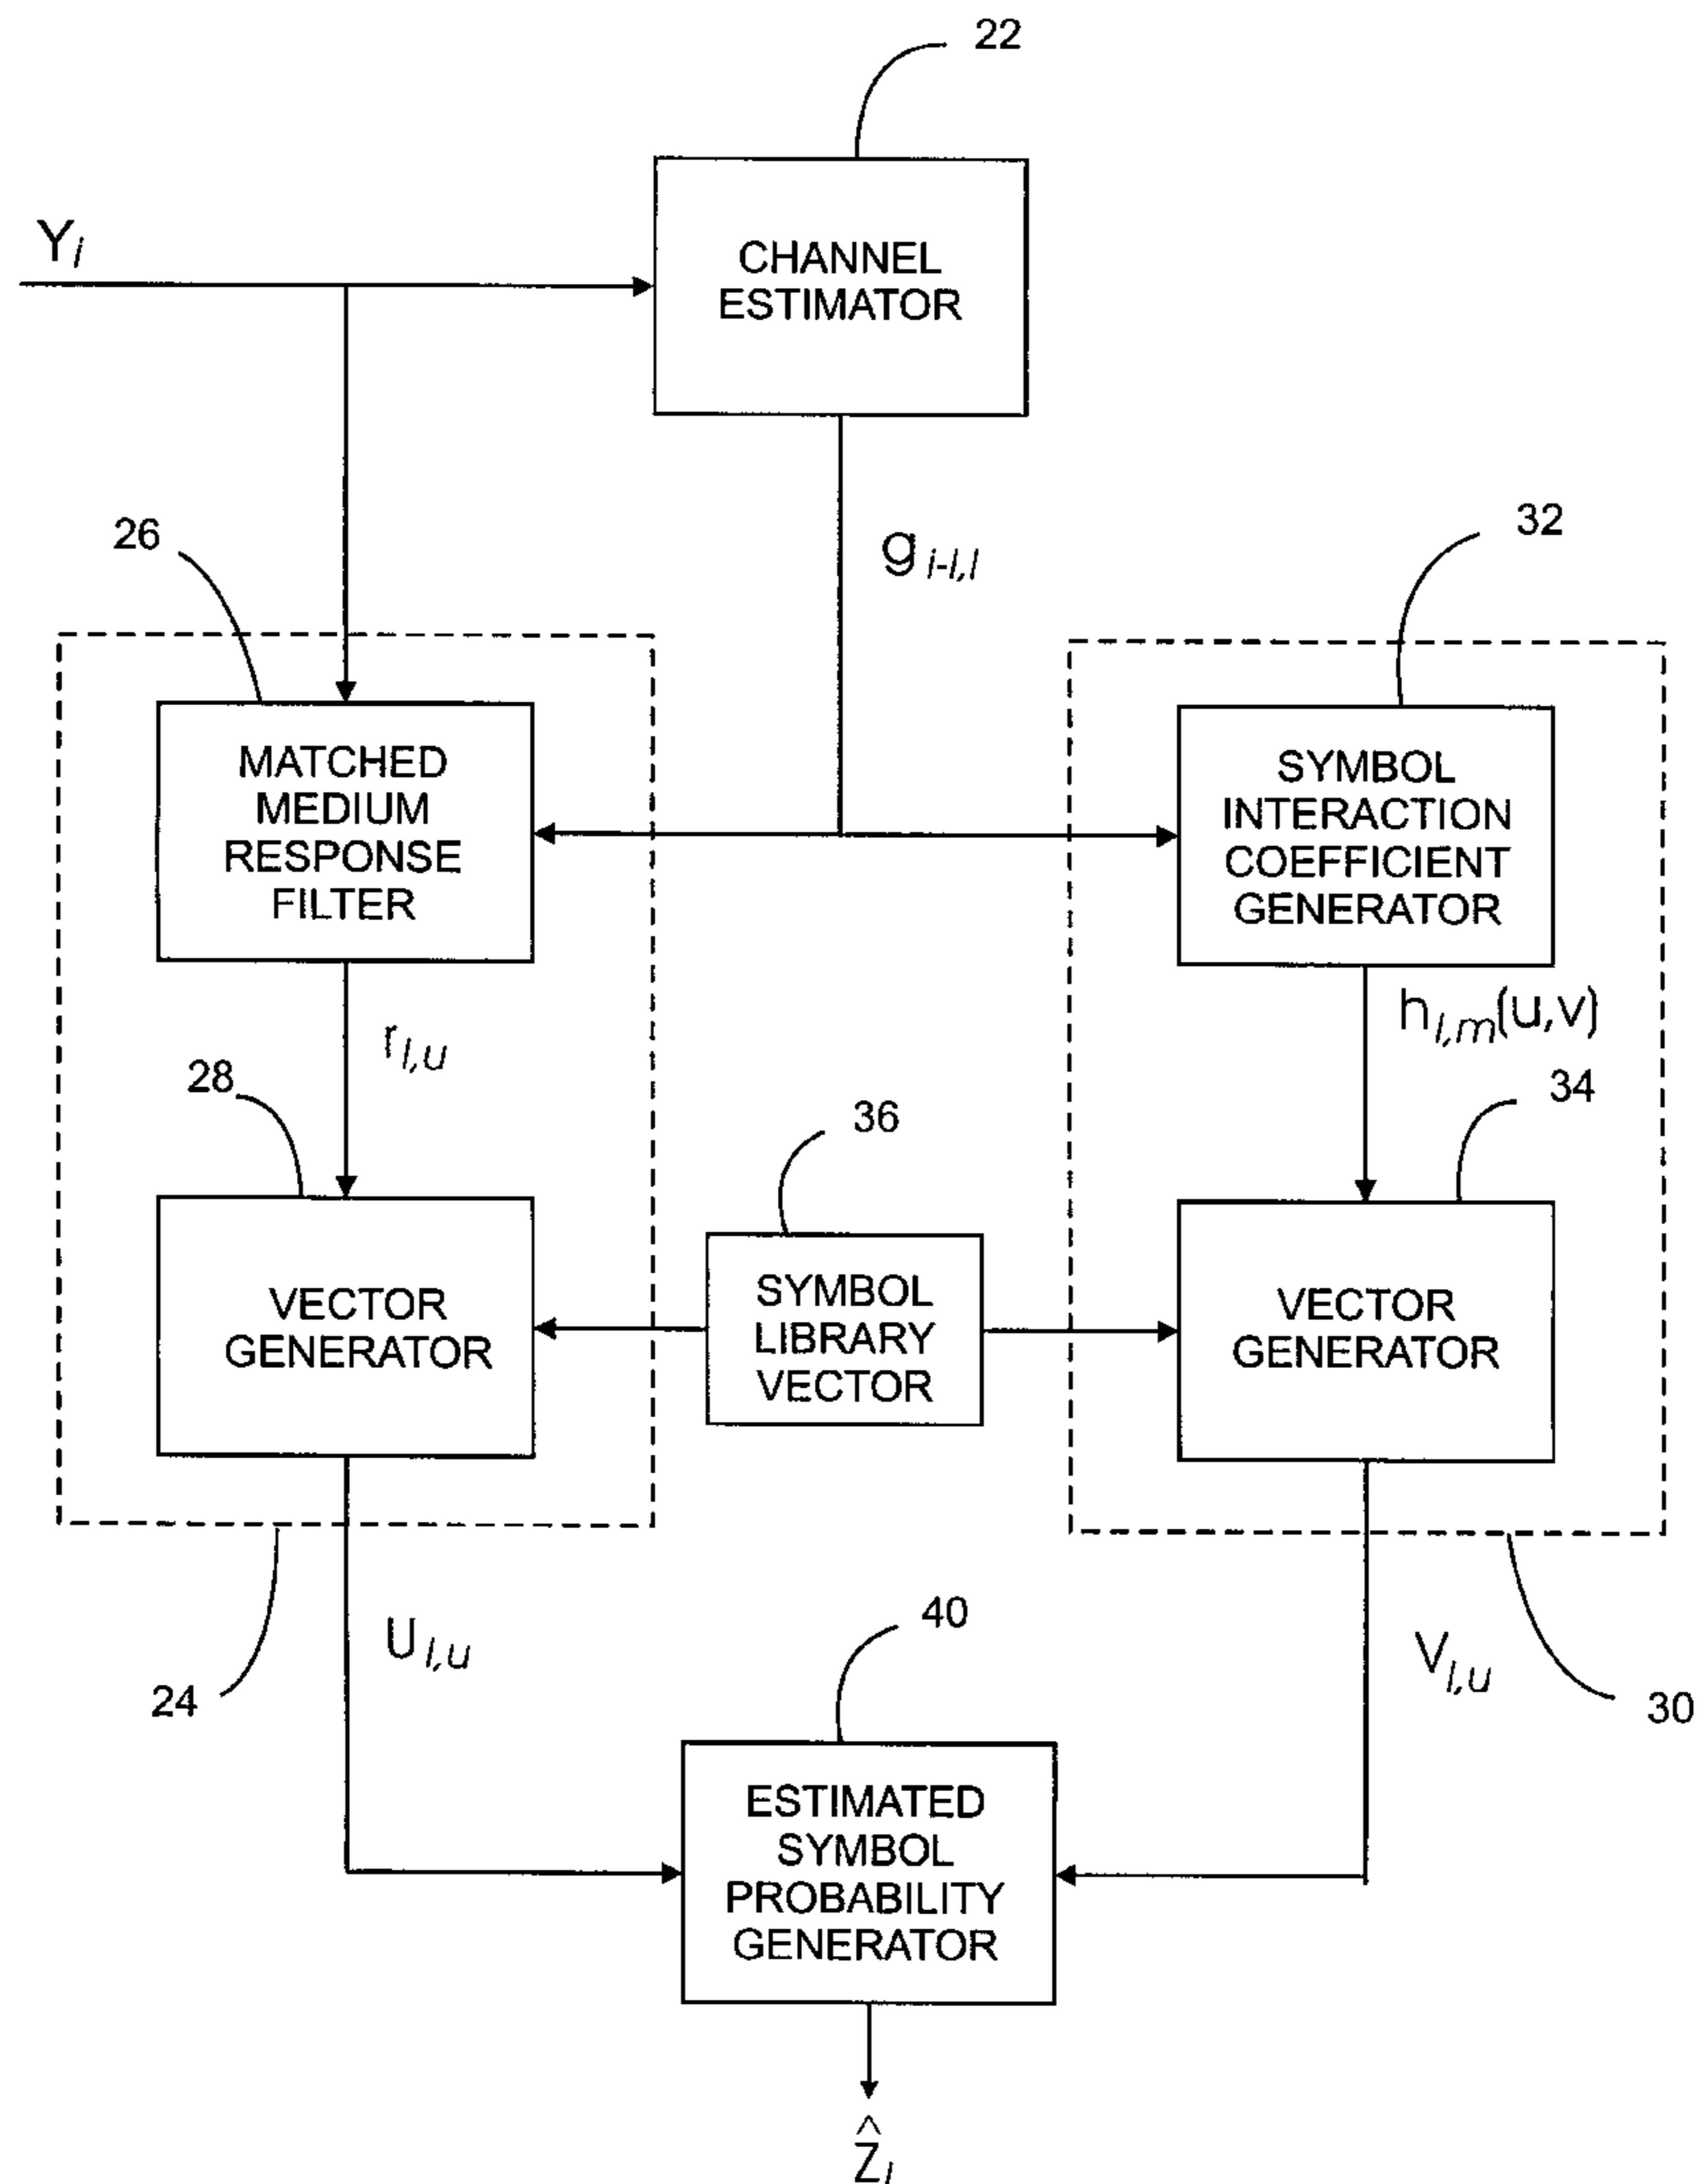 22
Y_i
CHANNEL
ESTIMATOR
26
32
g_{i-l,l}
MATCHED
MEDIUM
RESPONSE
FILTER
SYMBOL
INTERACTION
COEFFICIENT
GENERATOR
r_{l,u}
h_{l,m}(u,v)
28
36
34
VECTOR
GENERATOR
SYMBOL
LIBRARY
VECTOR
VECTOR
GENERATOR
U_{l,u}
V_{l,u}
24
40
30
ESTIMATED
SYMBOL
PROBABILITY
GENERATOR
Ẑ_l